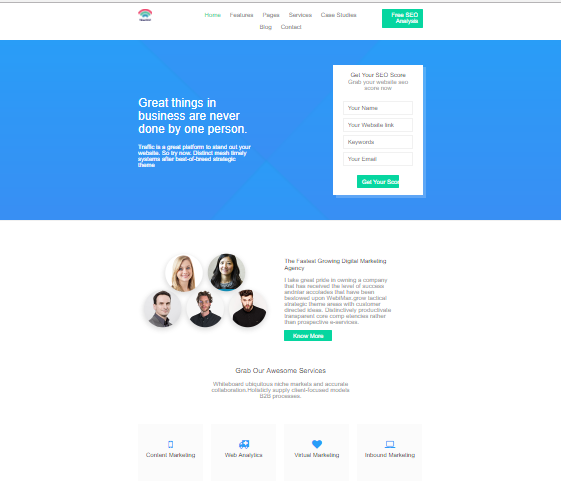 Home Features Pages Services Case Studies
Blog Contact
Free SEO
Analysis
Great things in
business are never
done by one person.
Traffic is a great platform to stand out your
website. So try now. Distinct mesh timely
systems after best-of-breed strategic
theme
Get Your SEO Score
Grab your website seo
score now
Your Name
Your Website link
Keywords
Your Email
Get Your Scor
The Fastest Growing Digital Marketing
Agency
I take great pride in owning a company
that has received the level of success
and accolades that have been
bestowed upon WebiMax.grow tactical
strategic theme areas with customer
directed ideas. Distinctively productivate
transparent core comp etencies rather
than prospective e-services.
Know More
Grab Our Awesome Services
Whiteboard ubiquitous niche markets and accurate
collaboration.Holisticly supply client-focused models
B2B processes.
Content Marketing
Web Analytics
Virtual Marketing
Inbound Marketing